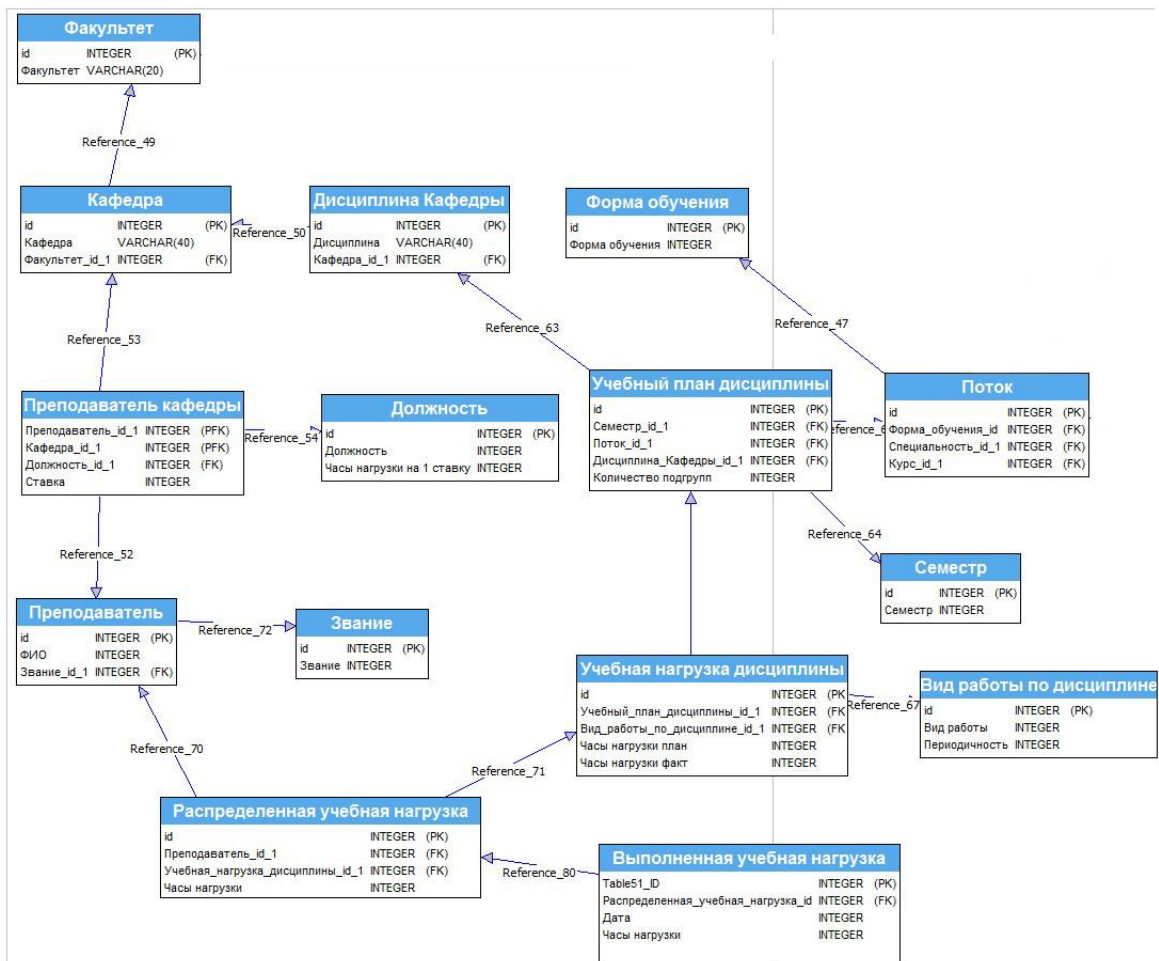 Факультет
id INTEGER (PK)
Факультет VARCHAR(20)
Reference_49
Кафедра
id INTEGER (PK)
Кафедра VARCHAR(40)
Факультет_id_1 INTEGER (FK)
Reference_50
Дисциплина Кафедры
id INTEGER (PK)
Дисциплина VARCHAR(40)
Кафедра_id_1 INTEGER (FK)
Форма обучения
id INTEGER (PK)
Форма обучения INTEGER
Reference_53
Reference_63
Reference_47
Преподаватель кафедры
Преподаватель_id_1 INTEGER (PFK)
Кафедра_id_1 INTEGER (PFK)
Должность_id_1 INTEGER (FK)
Ставка INTEGER
Reference_54
Должность
id INTEGER (PK)
Должность INTEGER
Часы нагрузки на 1 ставку INTEGER
Учебный план дисциплины
id INTEGER (PK)
Семестр_id_1 INTEGER (FK)
Поток_id_1 INTEGER (FK)
Дисциплина_Кафедры_id_1 INTEGER (FK)
Количество подгрупп INTEGER
eference_6
Поток
id INTEGER (PK)
Форма_обучения_id INTEGER (FK)
Специальность_id_1 INTEGER (FK)
Курс_id_1 INTEGER (FK)
Reference_52
Reference_64
Семестр
id INTEGER (PK)
Семестр INTEGER
Преподаватель
id INTEGER (PK)
ФИО INTEGER
Звание_id_1 INTEGER (FK)
Reference_72
Звание
id INTEGER (PK)
Звание INTEGER
Учебная нагрузка дисциплины
id INTEGER (PK
Учебный_план_дисциплины_id_1 INTEGER (FK
Вид_работы_по_дисциплине_id_1 INTEGER (FK
Часы нагрузки план INTEGER
Часы нагрузки факт INTEGER
Reference_67
Вид работы по дисциплине
id INTEGER (PK)
Вид работы INTEGER
Периодичность INTEGER
Reference_70
Reference_71
Распределенная учебная нагрузка
id INTEGER (PK)
Преподаватель_id_1 INTEGER (FK)
Учебная_нагрузка_дисциплины_id_1 INTEGER (FK)
Часы нагрузки INTEGER
Reference_80
Выполненная учебная нагрузка
Table51_ID INTEGER (PK)
Распределенная_учебная_нагрузка_id INTEGER (FK)
Дата INTEGER
Часы нагрузки INTEGER